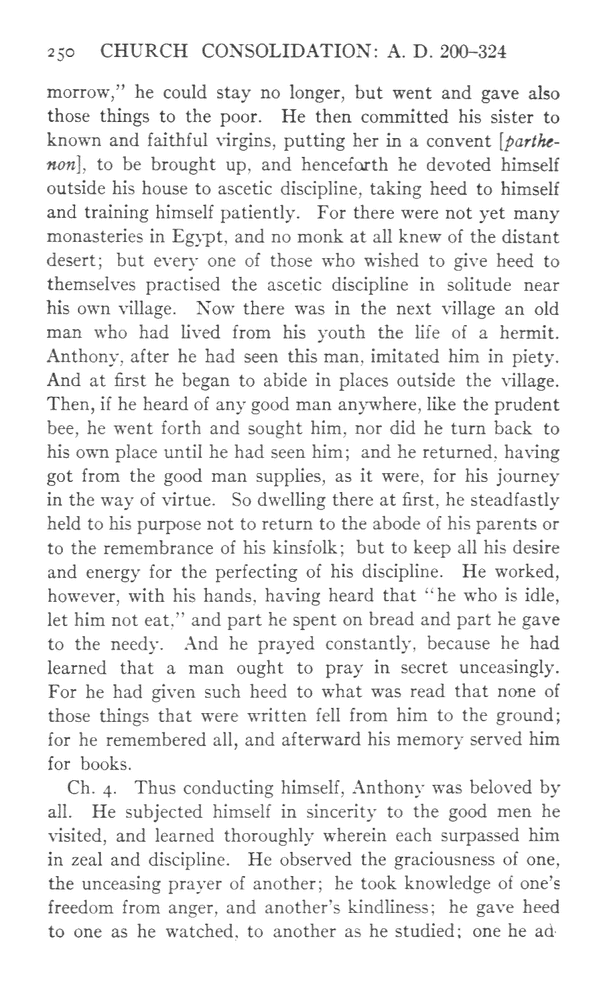 250 CHURCH CONSOLIDATION: A. D. 200–324
morrow,” he could stay no longer, but went and gave also
those things to the poor. He then committed his sister to
known and faithful virgins, putting her in a convent [parthe-
non], to be brought up, and henceforth he devoted himself
outside his house to ascetic discipline, taking heed to himself
and training himself patiently. For there were not yet many
monasteries in Egypt, and no monk at all knew of the distant
desert; but every one of those who wished to give heed to
themselves practised the ascetic discipline in solitude near
his own village. Now there was in the next village an old
man who had lived from his youth the life of a hermit.
Anthony, after he had seen this man, imitated him in piety.
And at first he began to abide in places outside the village.
Then, if he heard of any good man anywhere, like the prudent
bee, he went forth and sought him, nor did he turn back to
his own place until he had seen him; and he returned, having
got from the good man supplies, as it were, for his journey
in the way of virtue. So dwelling there at first, he steadfastly
held to his purpose not to return to the abode of his parents or
to the remembrance of his kinsfolk; but to keep all his desire
and energy for the perfecting of his discipline. He worked,
however, with his hands, having heard that “he who is idle,
let him not eat,” and part he spent on bread and part he gave
to the needy. And he prayed constantly, because he had
learned that a man ought to pray in secret unceasingly.
For he had given such heed to what was read that none of
those things that were written fell from him to the ground;
for he remembered all, and afterward his memory served him
for books.
Ch. 4. Thus conducting himself, Anthony was beloved by
all. He subjected himself in sincerity to the good men he
visited, and learned thoroughly wherein each surpassed him
in zeal and discipline. He observed the graciousness of one,
the unceasing prayer of another; he took knowledge of one’s
freedom from anger, and another’s kindliness; he gave heed
to one as he watched, to another as he studied; one he ad-